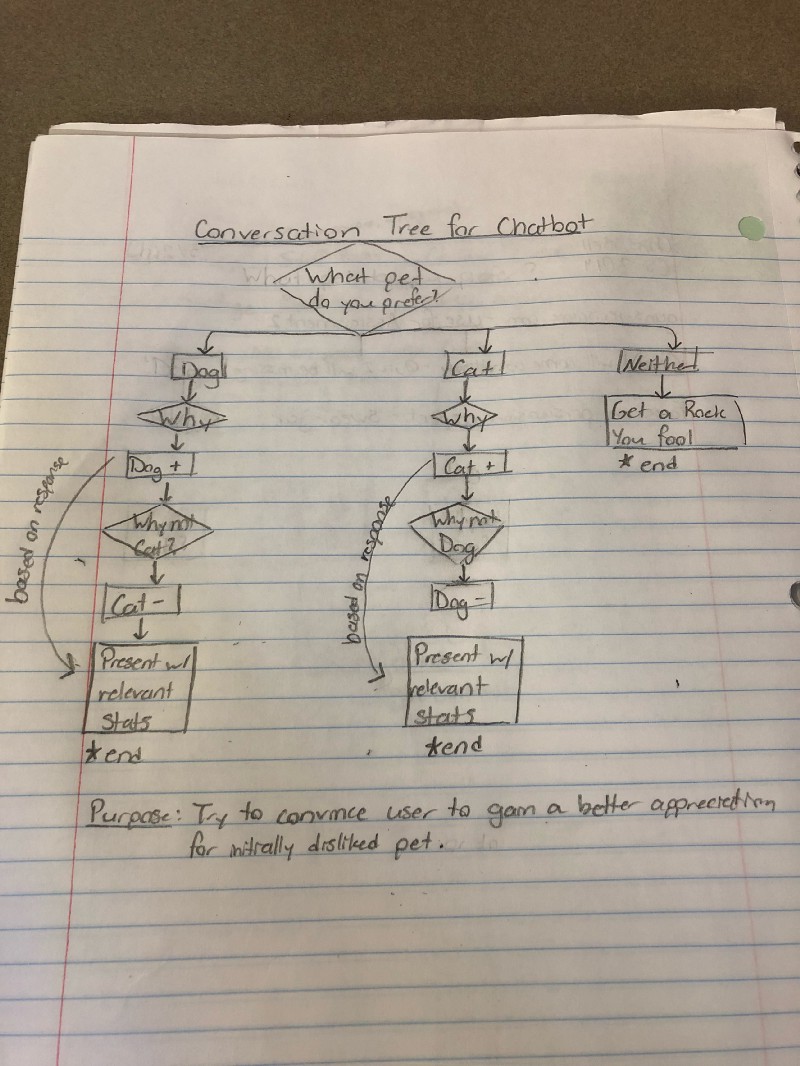 Conversation Tree for Chatbot
What pet
do you prefer?
Dog
Cat
Neither
Why
Why
Get a Rock
You fool
* end
Dog +
Cat +
based on response
based on response
Why not
Cat?
Why not
Dog
Cat -
Dog -
Present w/
relevant
stats
* end
Present w/
relevant
stats
* end
Purpose: Try to convince user to gain a better appreciation
for initially disliked pet.